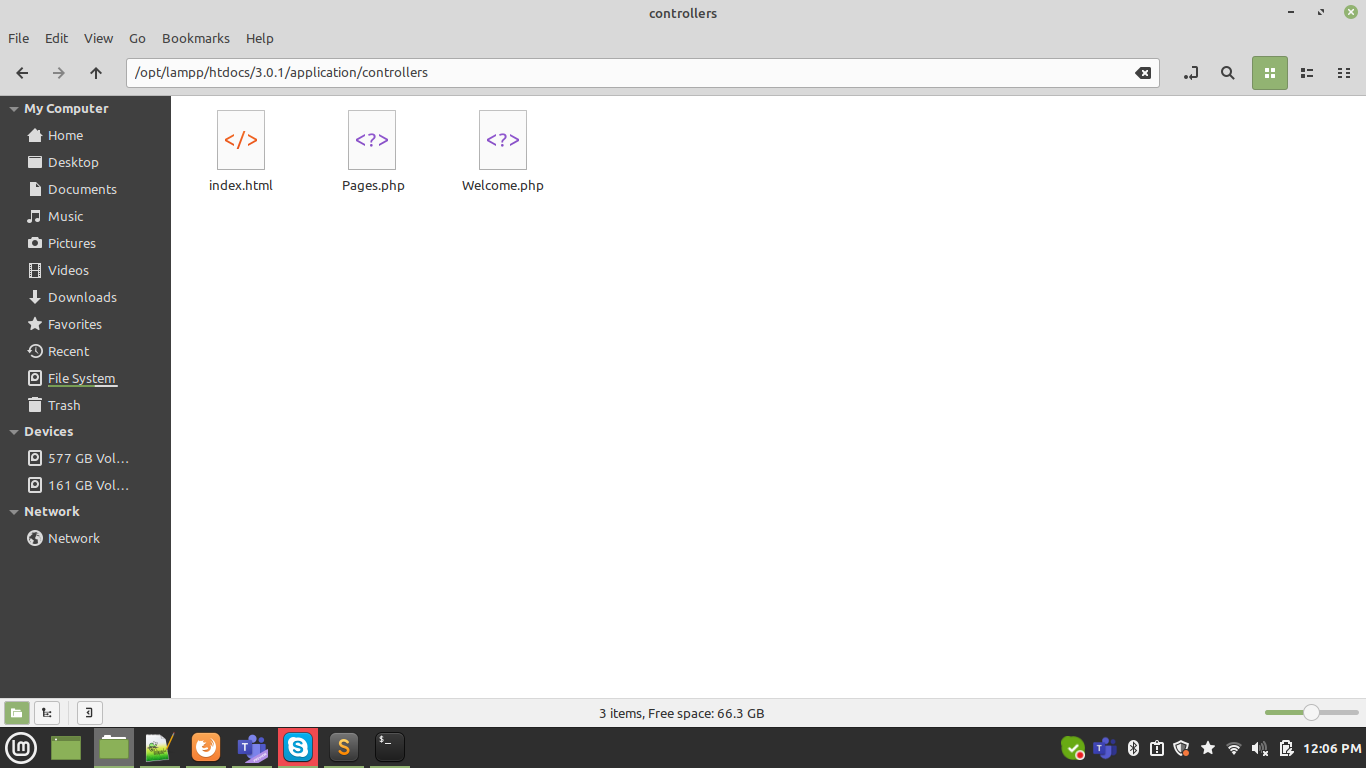 controllers
File Edit View Go Bookmarks Help
/opt/lampp/htdocs/3.0.1/application/controllers
My Computer
Home
Desktop
Documents
Music
Pictures
Videos
Downloads
Favorites
Recent
File System
Trash
Devices
577 GB Vol...
161 GB Vol...
Network
Network
</>
<?>
<?>
index.html
Pages.php
Welcome.php
3 items, Free space: 66.3 GB
lm
T
S
S
$_
T
12:06 PM